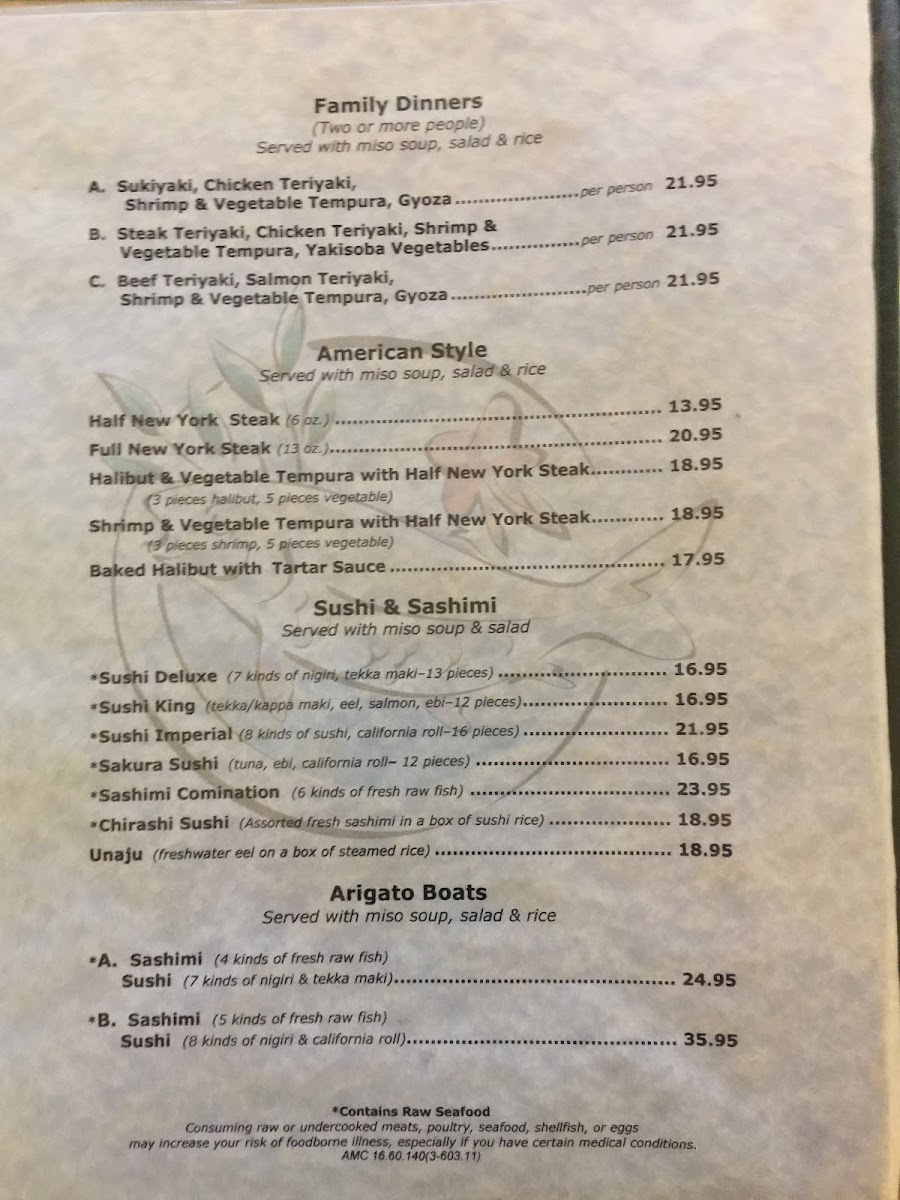 Family Dinners
(Two or more people)
Served with miso soup, salad & rice
A. Sukiyaki, Chicken Teriyaki,
Shrimp & Vegetable Tempura, Gyoza.....................per person 21.95
B. Steak Teriyaki, Chicken Teriyaki, Shrimp &
Vegetable Tempura, Yakisoba Vegetables...............per person 21.95
C. Beef Teriyaki, Salmon Teriyaki,
Shrimp & Vegetable Tempura, Gyoza.......................per person 21.95
American Style
Served with miso soup, salad & rice
Half New York Steak (6 oz.)....................................................... 13.95
Full New York Steak (13 oz.)....................................................... 20.95
Halibut & Vegetable Tempura with Half New York Steak............ 18.95
(3 pieces halibut, 5 pieces vegetable)
Shrimp & Vegetable Tempura with Half New York Steak............ 18.95
(3 pieces shrimp, 5 pieces vegetable)
Baked Halibut with Tartar Sauce............................................... 17.95
Sushi & Sashimi
Served with miso soup & salad
*Sushi Deluxe (7 kinds of nigiri, tekka maki–13 pieces)............................ 16.95
*Sushi King (tekka/kappa maki, eel, salmon, ebi–12 pieces)......................... 16.95
*Sushi Imperial (8 kinds of sushi, california roll–16 pieces)......................... 21.95
*Sakura Sushi (tuna, ebi, california roll– 12 pieces)................................. 16.95
*Sashimi Comination (6 kinds of fresh raw fish).................................. 23.95
*Chirashi Sushi (Assorted fresh sashimi in a box of sushi rice)..................... 18.95
Unaju (freshwater eel on a box of steamed rice)........................................ 18.95
Arigato Boats
Served with miso soup, salad & rice
*A. Sashimi (4 kinds of fresh raw fish)
Sushi (7 kinds of nigiri & tekka maki)............................................... 24.95
*B. Sashimi (5 kinds of fresh raw fish)
Sushi (8 kinds of nigiri & california roll)............................................. 35.95
*Contains Raw Seafood
Consuming raw or undercooked meats, poultry, seafood, shellfish, or eggs
may increase your risk of foodborne illness, especially if you have certain medical conditions.
AMC 16.60.140(3-603.11)